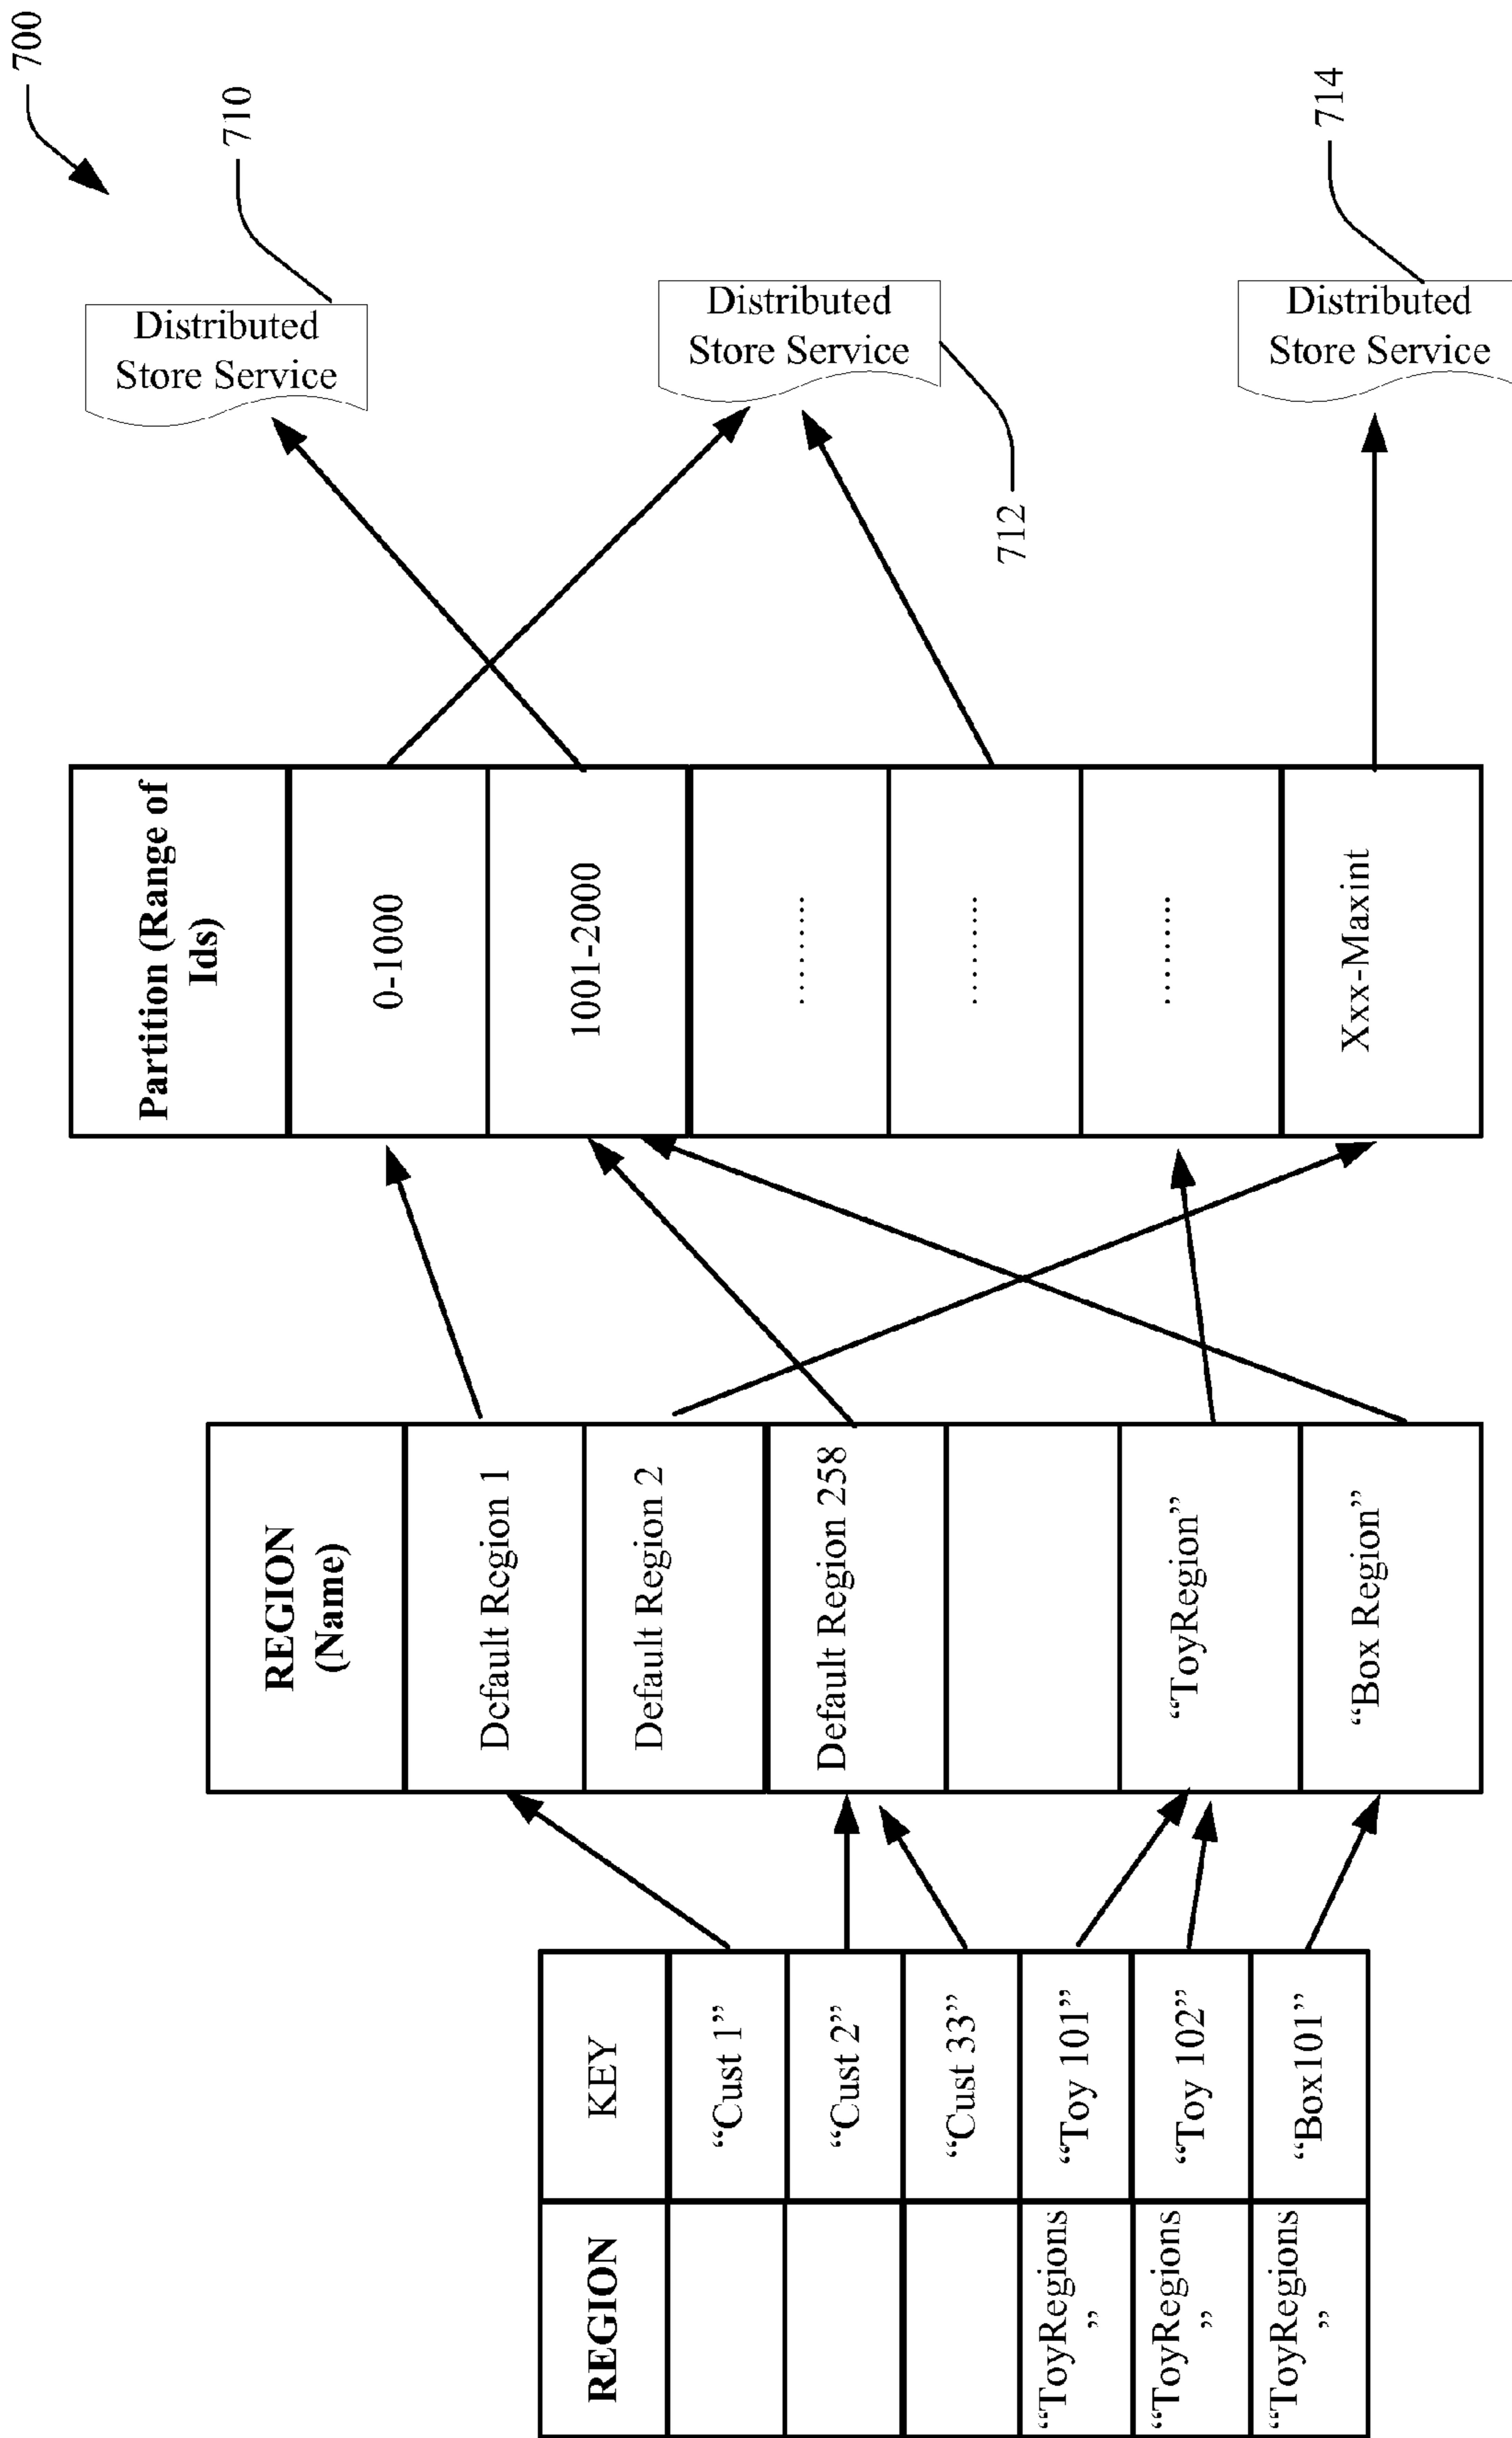 700
REGION
KEY
"Cust 1"
"Cust 2"
"Cust 33"
“ToyRegions
”
“Toy 101”
“ToyRegions
”
“Toy 102”
“ToyRegions
”
“Box101”
REGION
(Name)
Default Region 1
Default Region 2
Default Region 258
“ToyRegion”
“Box Region”
Partition (Range of
Ids)
0-1000
1001-2000
.........
.........
.........
Xxx-Maxint
Distributed
Store Service
710
Distributed
Store Service
712
Distributed
Store Service
714